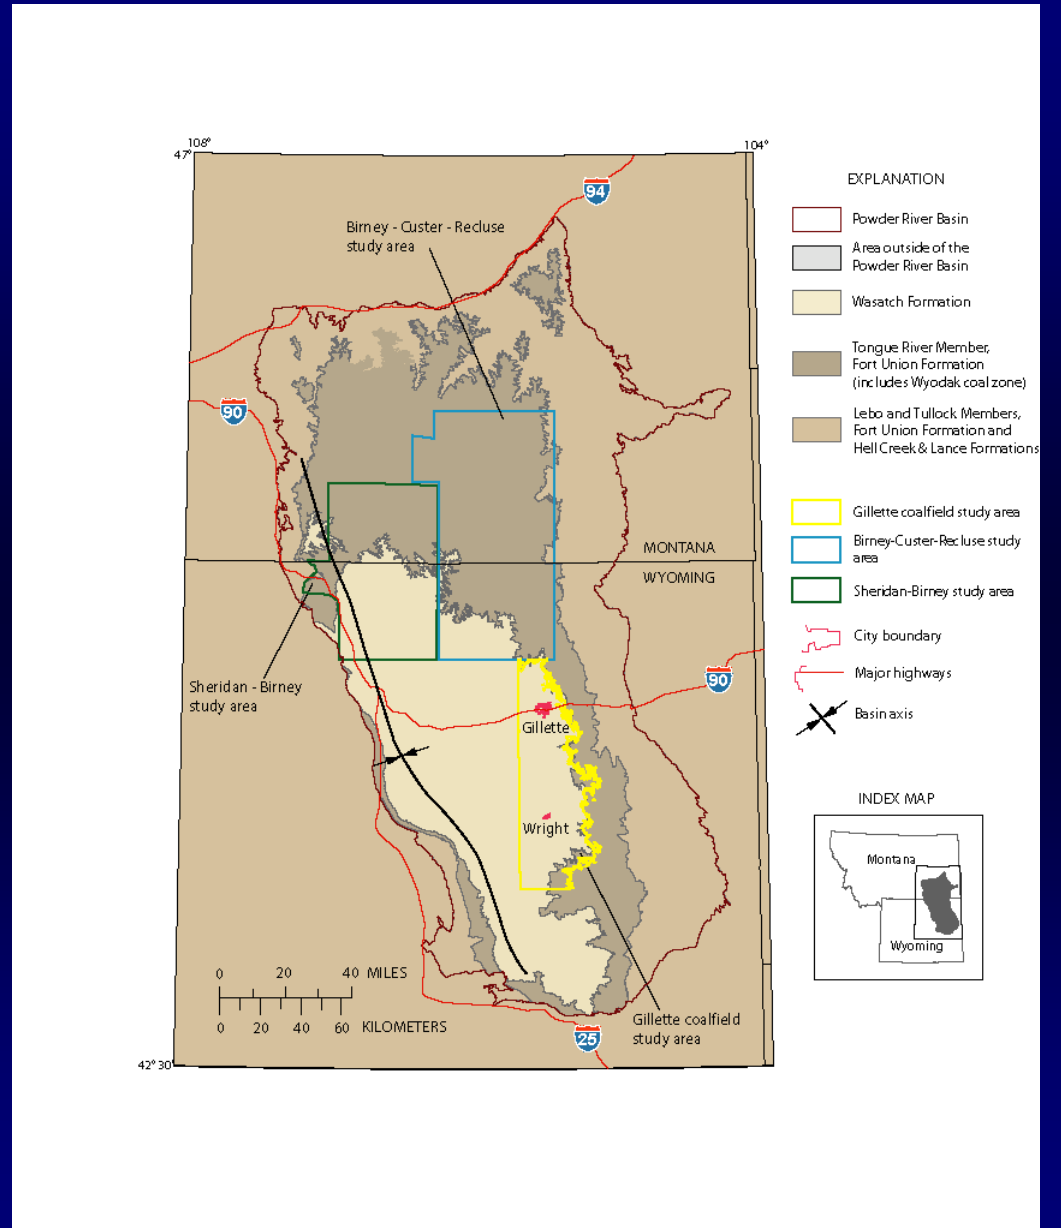 108°
47°
104°
94
Birney - Custer - Recluse
study area
90
MONTANA
WYOMING
Sheridan - Birney
study area
90
Gillette
Wright
0 20 40 MILES
0 20 40 60 KILOMETERS
Gillette coalfield
study area
25
42° 30'
EXPLANATION
Powder River Basin
Area outside of the
Powder River Basin
Wasatch Formation
Tongue River Member,
Fort Union Formation
(includes Wyodak coal zone)
Lebo and Tullock Members,
Fort Union Formation and
Hell Creek & Lance Formations
Gillette coalfield study area
Birney-Custer-Recluse study
area
Sheridan-Birney study area
City boundary
Major highways
Basin axis
INDEX MAP
Montana
Wyoming